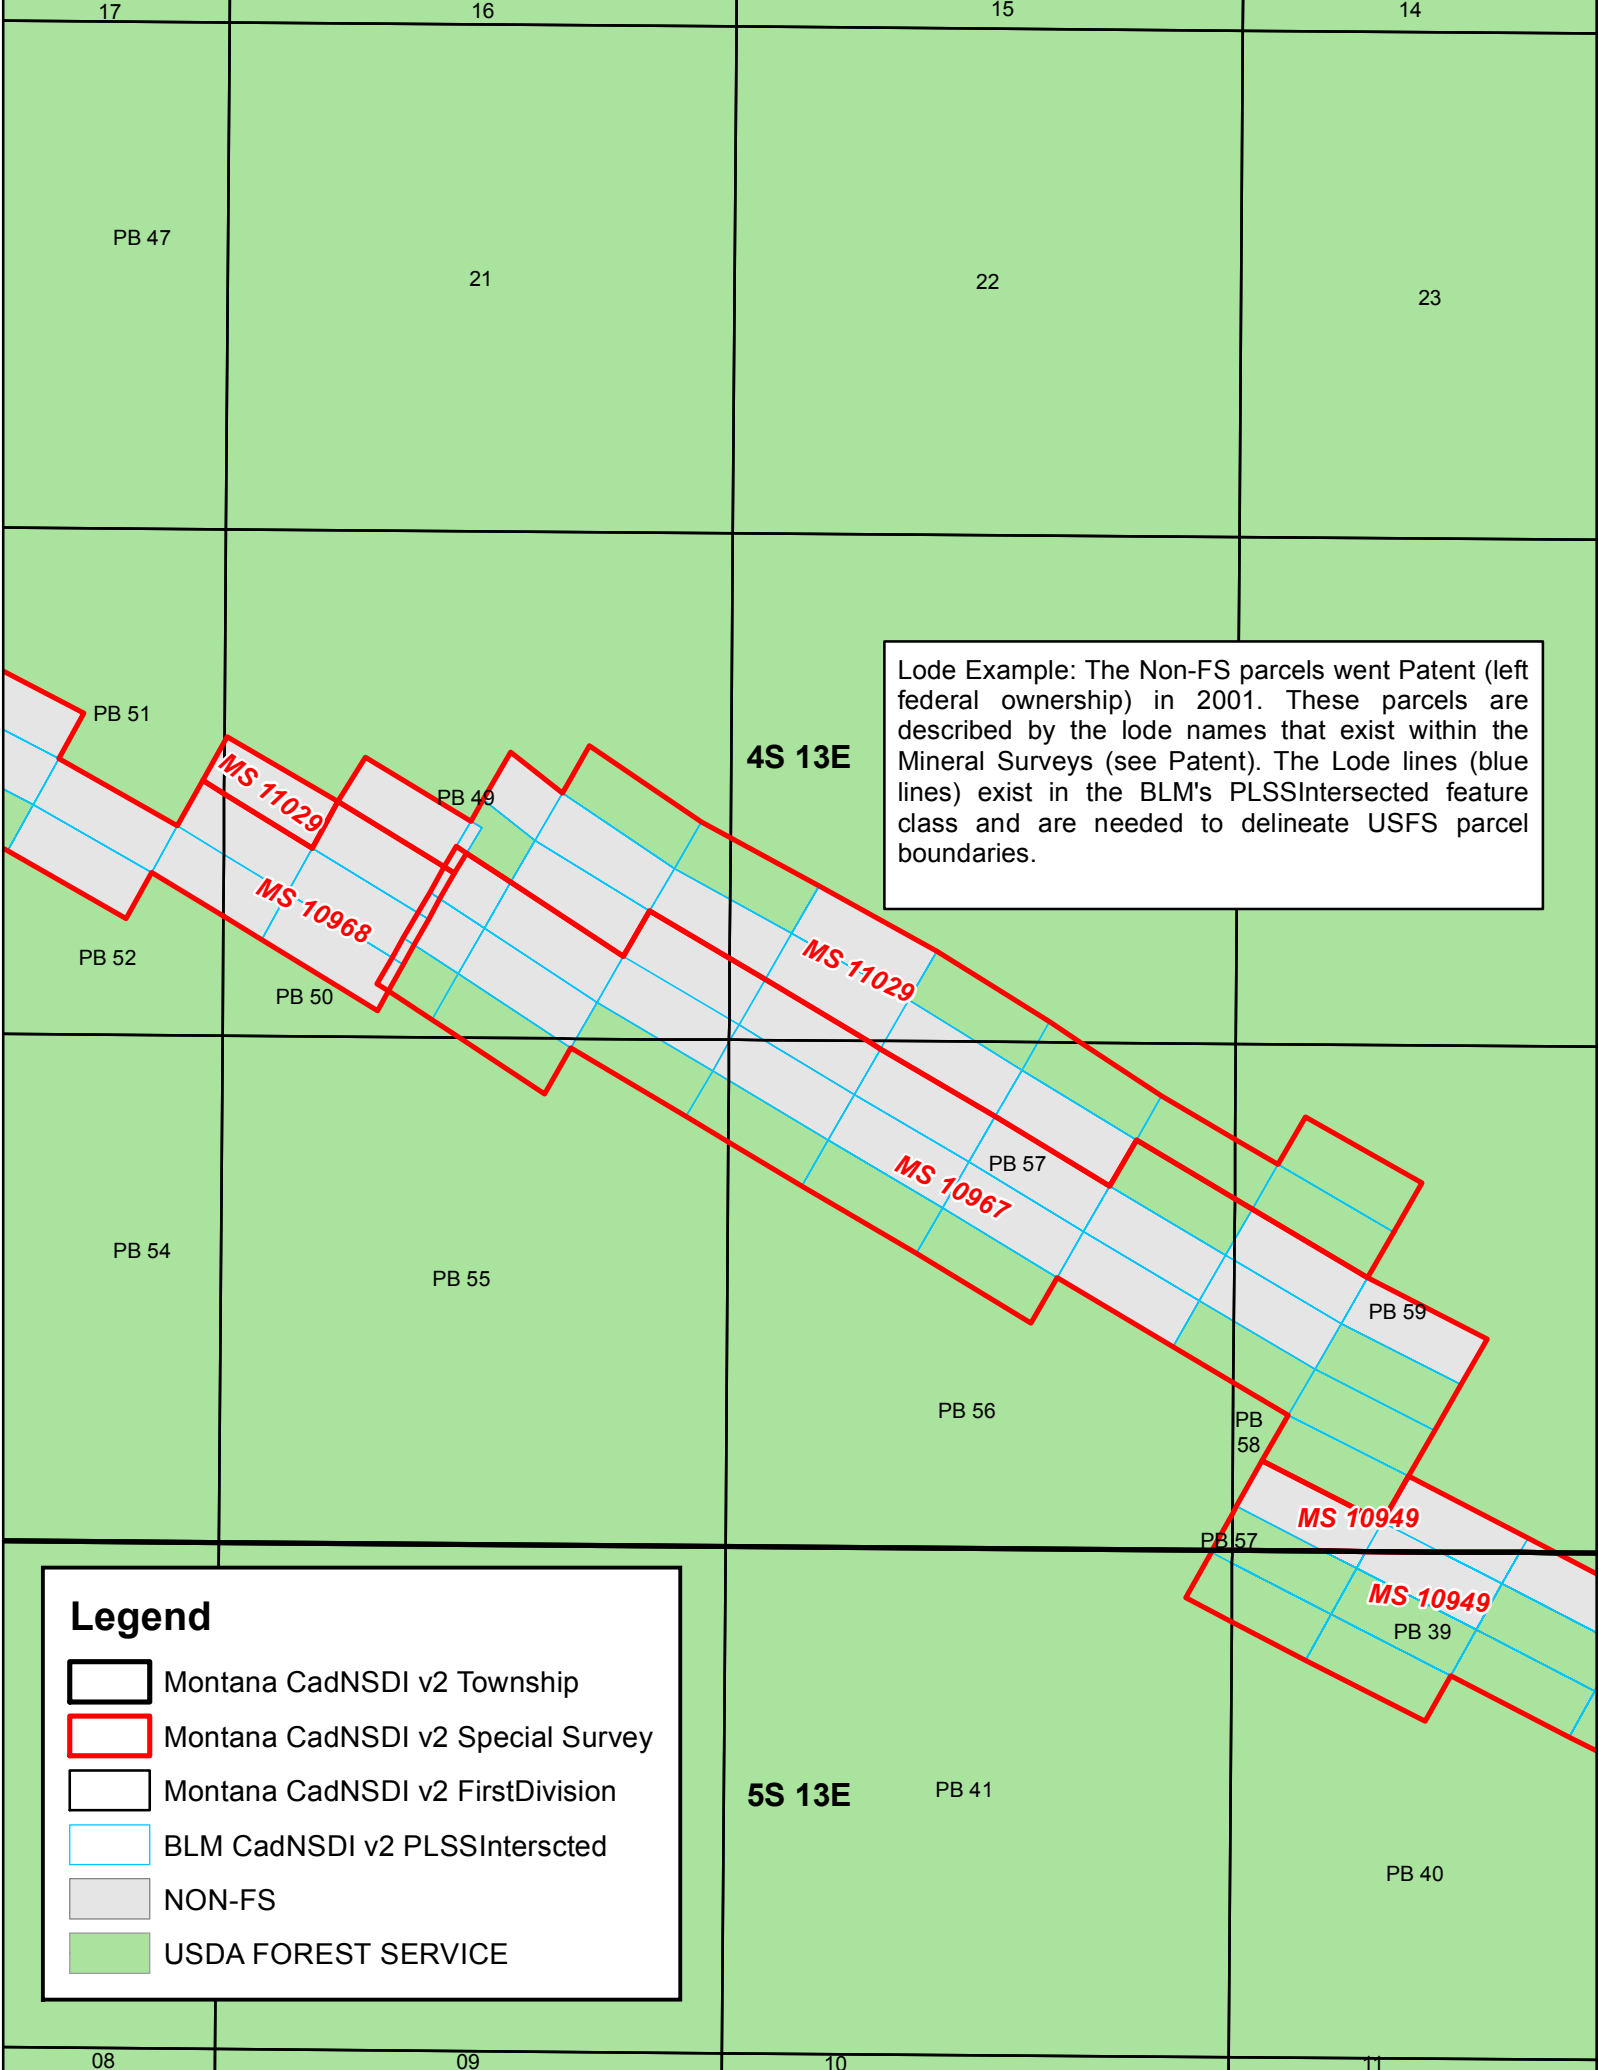 17
16
15
14
PB 47
21
22
23
Lode Example: The Non-FS parcels went Patent (left
federal ownership) in 2001. These parcels are
described by the lode names that exist within the
Mineral Surveys (see Patent). The Lode lines (blue
lines) exist in the BLM's PLSSIntersected feature
class and are needed to delineate USFS parcel
boundaries.
PB 51
4S 13E
MS 11029
PB 49
MS 10968
MS 11029
PB 52
PB 50
PB 57
MS 10967
PB 54
PB 55
PB 59
PB 56
PB
58
MS 10949
PB 57
MS 10949
PB 39
Legend
Montana CadNSDI v2 Township
Montana CadNSDI v2 Special Survey
Montana CadNSDI v2 FirstDivision
BLM CadNSDI v2 PLSSInterscted
NON-FS
USDA FOREST SERVICE
5S 13E
PB 41
PB 40
08
09
10
11